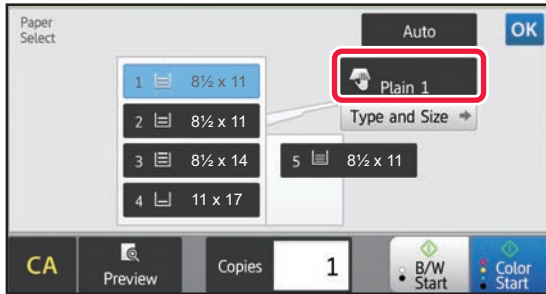 Paper
Select
Auto
OK
1 8½ x 11
Plain 1
2 8½ x 11
Type and Size
3 8½ x 14
5 8½ x 11
4 11 x 17
CA
Preview
Copies
1
B/W
Start
Color
Start